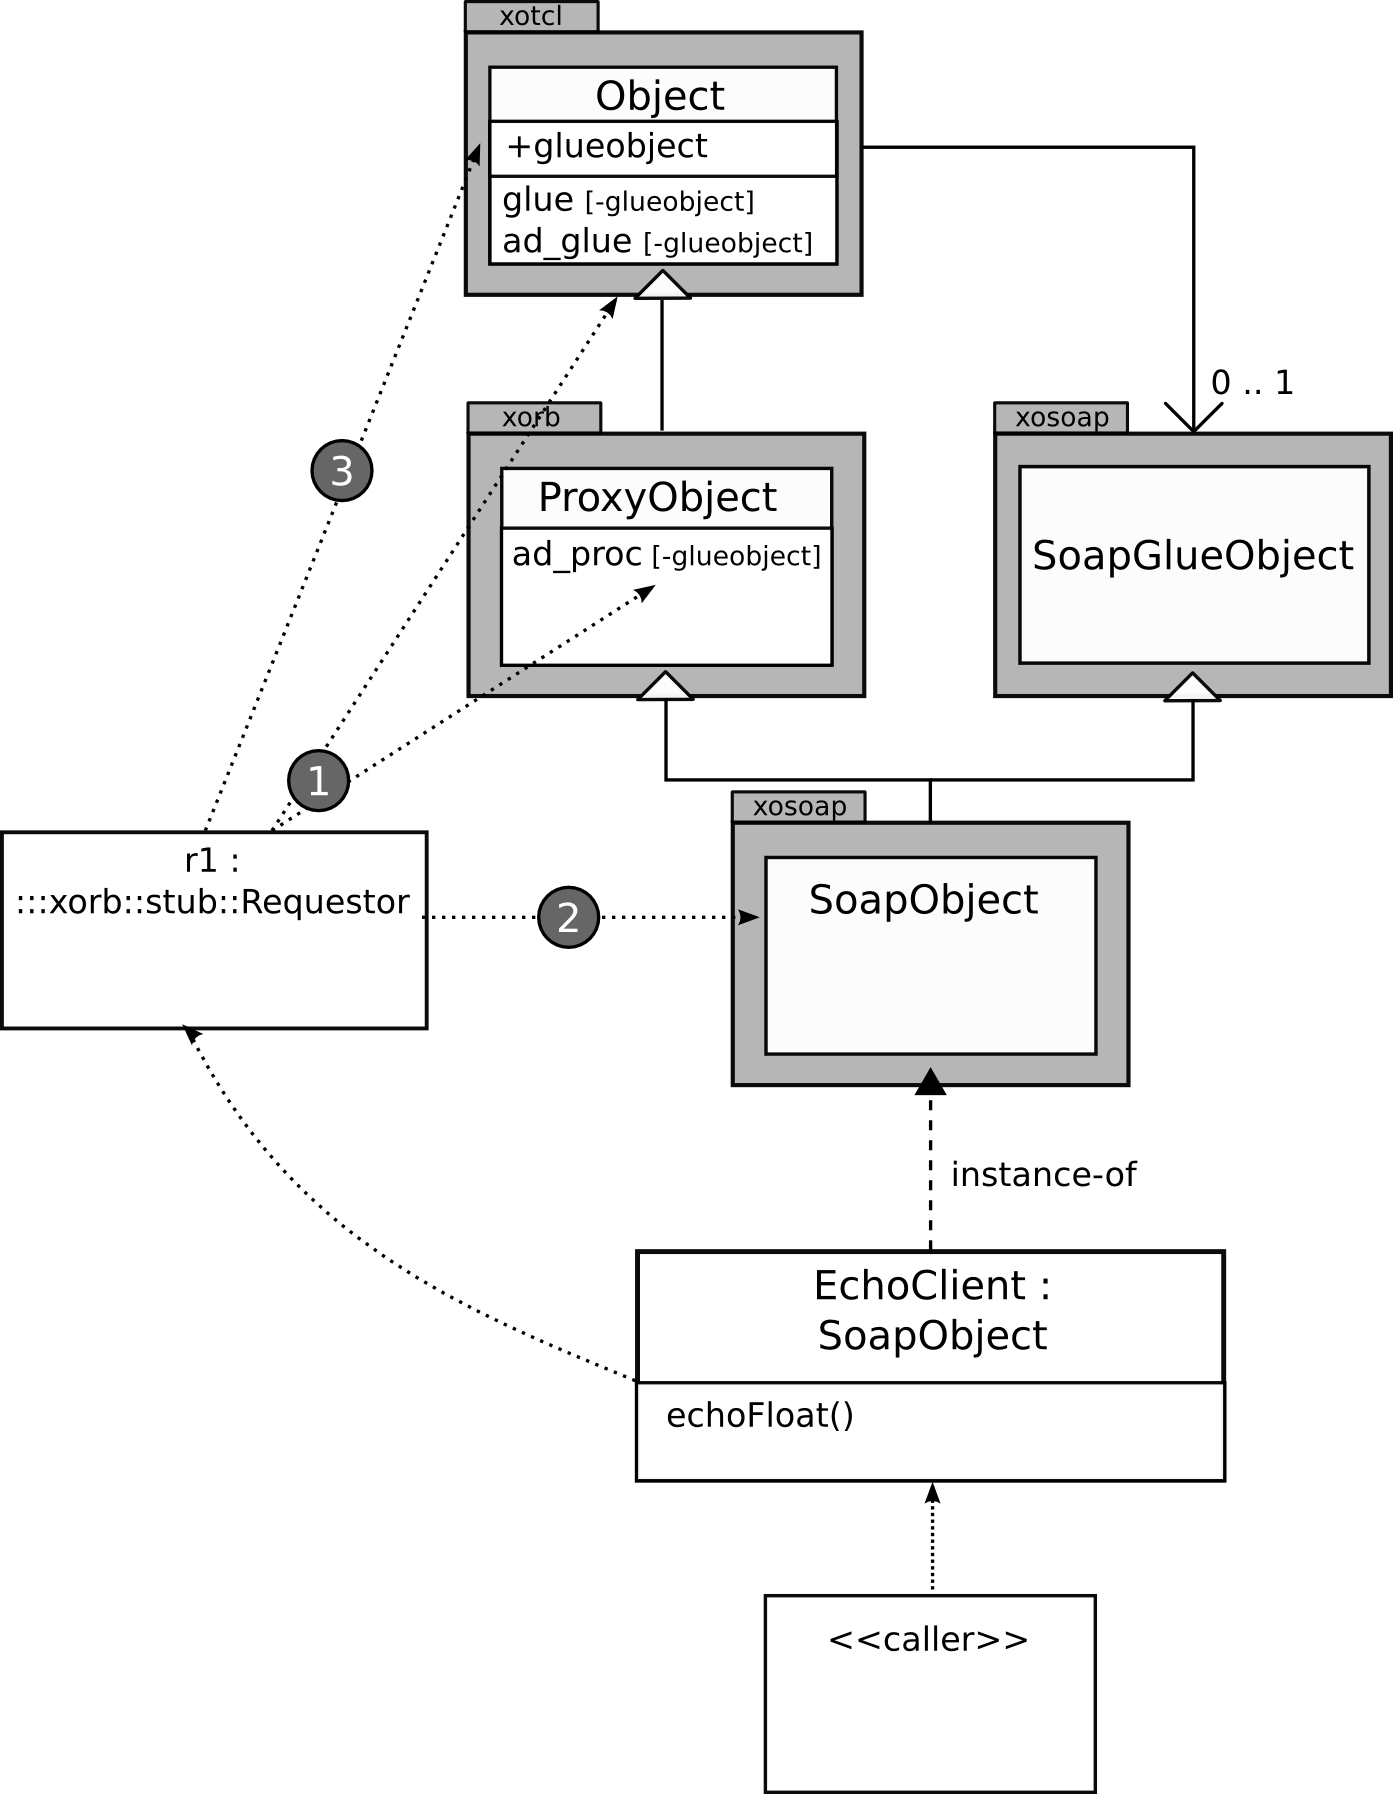 xotcl
Object
+glueobject
glue [-glueobject]
ad_glue [-glueobject]
0 .. 1
xorb
ProxyObject
ad_proc [-glueobject]
xosoap
SoapGlueObject
3
1
r1 :
:::xorb::stub::Requestor
2
xosoap
SoapObject
instance-of
EchoClient :
SoapObject
echoFloat()
<<caller>>